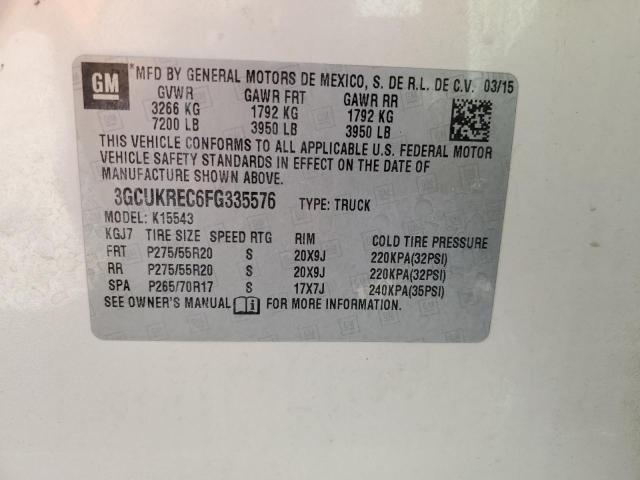 GM *MFD BY GENERAL MOTORS DE MEXICO, S. DE R.L. DE C.V. 03/15
GVWR GAWR FRT GAWR RR
3266 KG 1792 KG 1792 KG
7200 LB 3950 LB 3950 LB
THIS VEHICLE CONFORMS TO ALL APPLICABLE U.S. FEDERAL MOTOR
VEHICLE SAFETY STANDARDS IN EFFECT ON THE DATE OF
MANUFACTURE SHOWN ABOVE.
3GCUKREC6FG335576 TYPE: TRUCK
MODEL: K15543
KGJ7 TIRE SIZE SPEED RTG RIM COLD TIRE PRESSURE
FRT P275/55R20 S 20X9J 220KPA(32PSI)
RR P275/55R20 S 20X9J 220KPA(32PSI)
SPA P265/70R17 S 17X7J 240KPA(35PSI)
SEE OWNER'S MANUAL i FOR MORE INFORMATION.